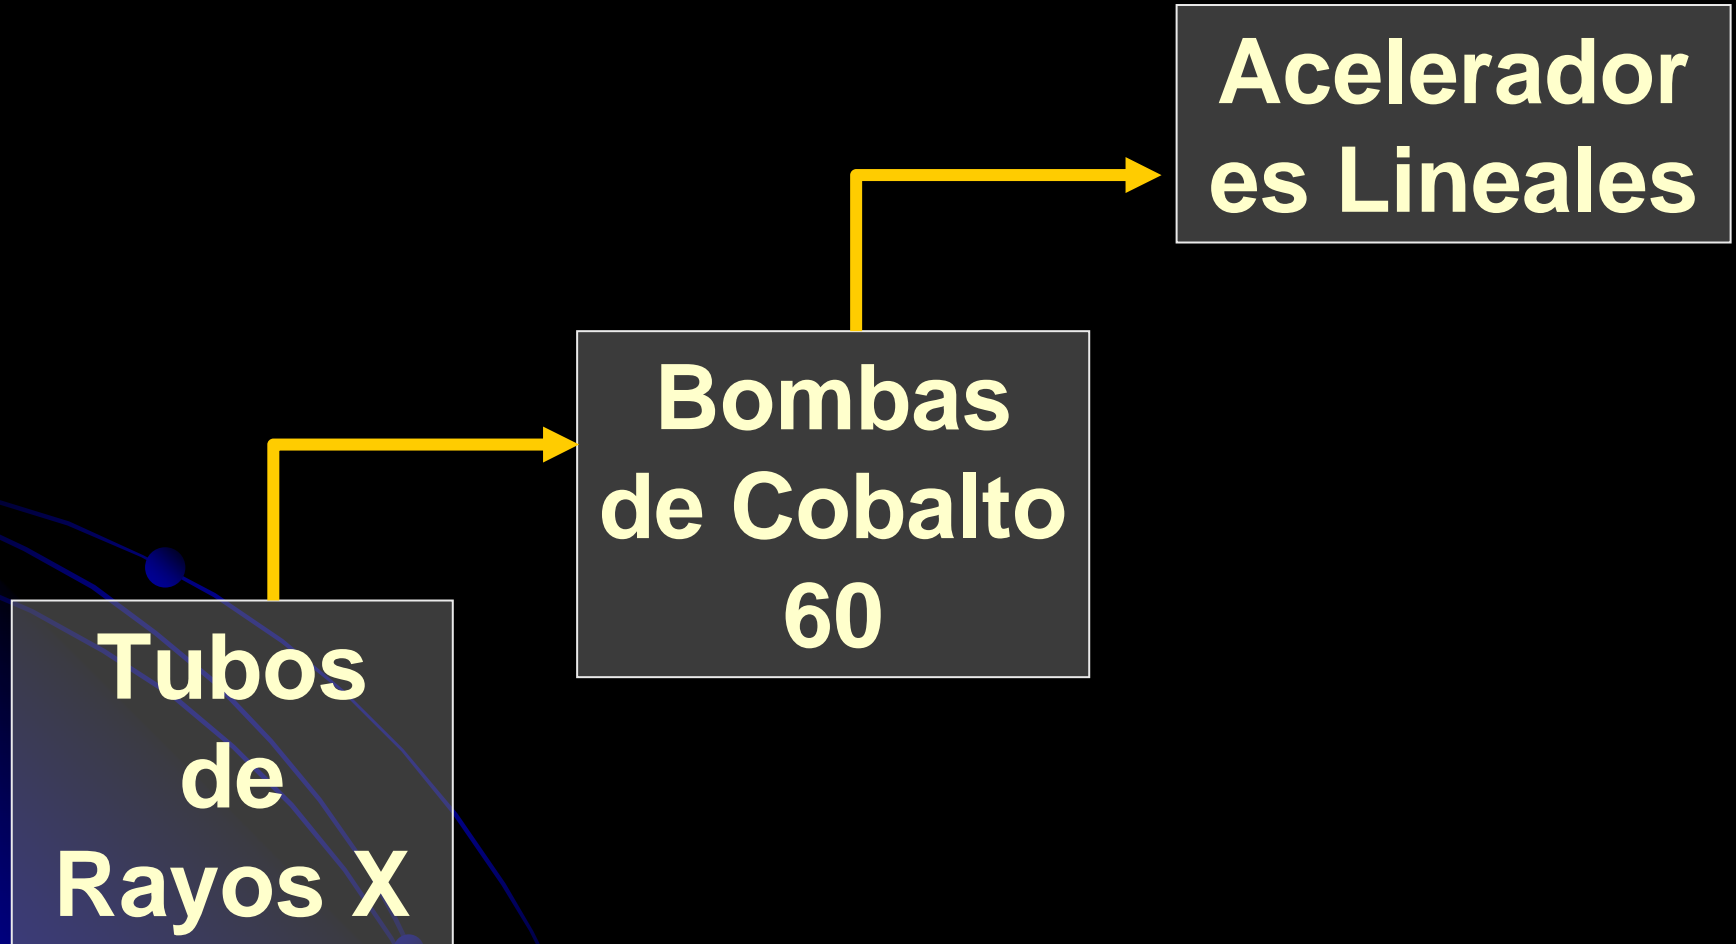 Acelerador
es Lineales
Bombas
de Cobalto
60
Tubos
de
Rayos X